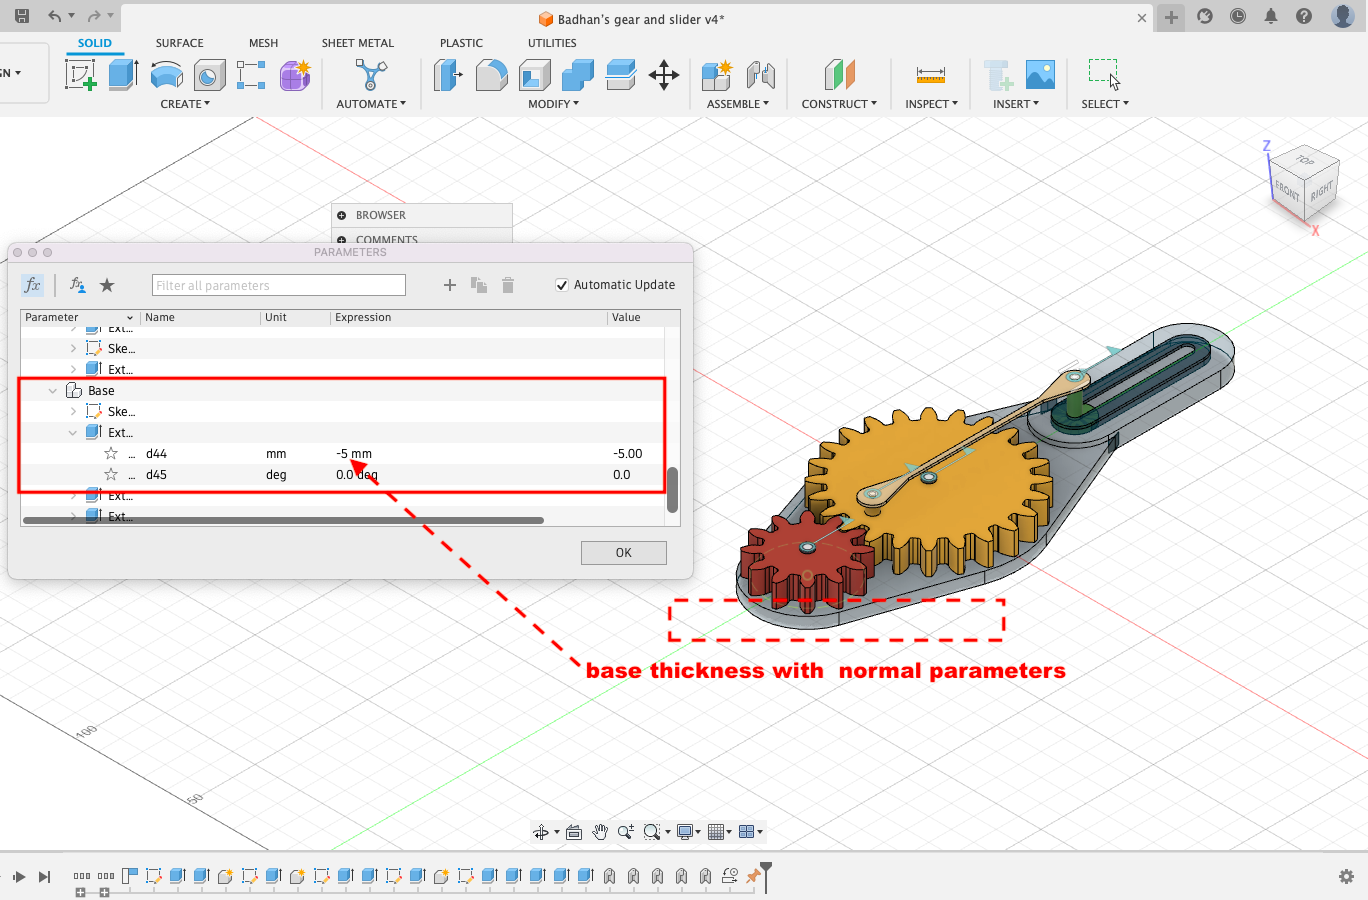 Badhan's gear and slider v4*
SOLID SURFACE MESH SHEET METAL PLASTIC UTILITIES
GN
CREATE AUTOMATE MODIFY ASSEMBLE CONSTRUCT INSPECT INSERT SELECT
BROWSER
COMMENTS
PARAMETERS
fx
Filter all parameters
Automatic Update
Parameter Name Unit Expression Value
Ext...
Ske...
Ext...
Base
Ske...
Ext...
... d44 mm -5 mm -5.00
... d45 deg 0.0 deg 0.0
Ext...
Ext...
OK
base thickness with normal parameters
Z
TOP
FRONT
RIGHT
X
100
50